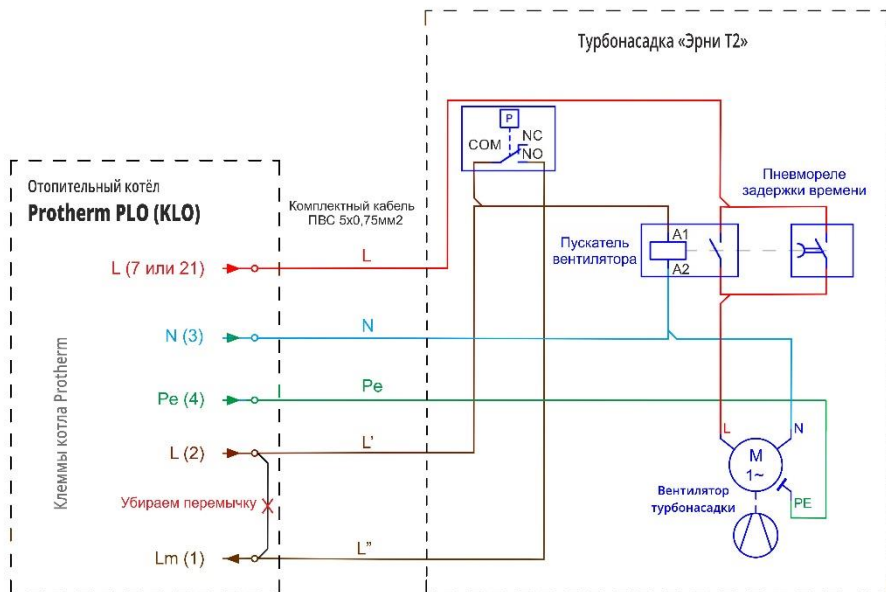 Турбонасадка «Эрни Т2»
P
NC
COM
NO
Отопительный котёл
Protherm PLO (KLO)
Комплектный кабель
ПВС 5х0,75мм2
Пневмореле
задержки времени
Пускатель
вентилятора
A1
A2
L (7 или 21)
L
N (3)
N
Pe (4)
Pe
L (2)
L'
Убираем перемычку
Lm (1)
L"
Клеммы котла Protherm
L
N
M
1~
PE
Вентилятор
турбонасадки